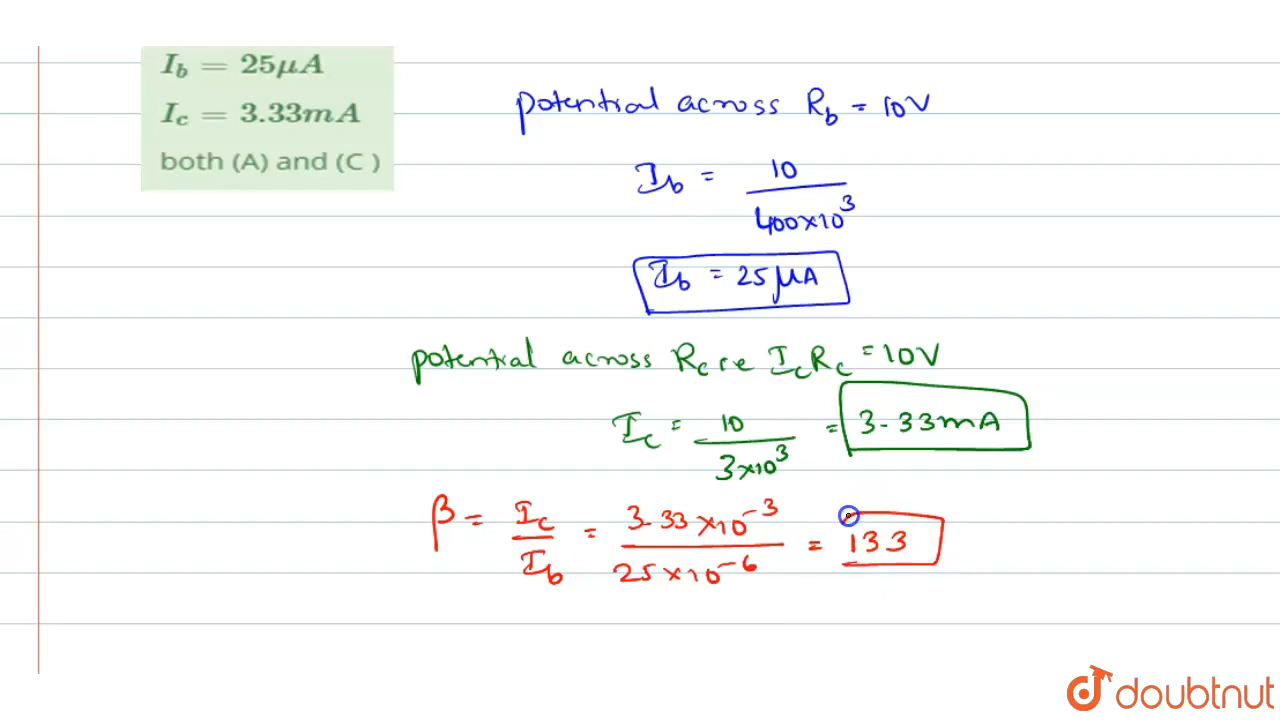 I_b = 25μA
I_c = 3.33mA
both (A) and (C )
potential across R_b = 10V
I_b = 10 / 400×10^3
I_b = 25 μA
potential across R_c i.e I_c R_c = 10V
I_c = 10 / 3×10^3 = 3.33mA
β = I_c / I_b = 3.33×10^-3 / 25×10^-6 = 133
doubtnut